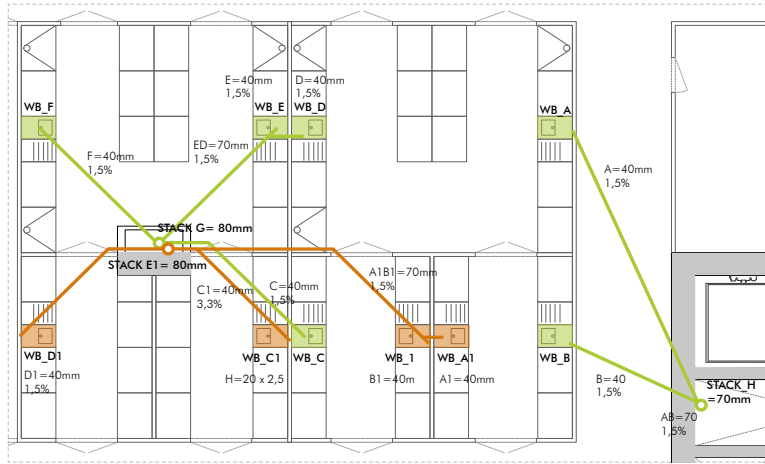 E=40mm
1,5%
D=40mm
1,5%
WB_F
WB_E
WB_D
WB_A
F=40mm
1,5%
ED=70mm
1,5%
A=40mm
1,5%
STACK G= 80mm
STACK E1= 80mm
C1=40mm
3,3%
C=40mm
1,5%
A1B1=70mm
1,5%
WB_D1
WB_C1
WB_C
WB_1
WB_A1
WB_B
D1=40mm
1,5%
H=20 x 2,5
B1=40m
A1=40mm
B=40
1,5%
STACK_H
=70mm
AB=70
1,5%